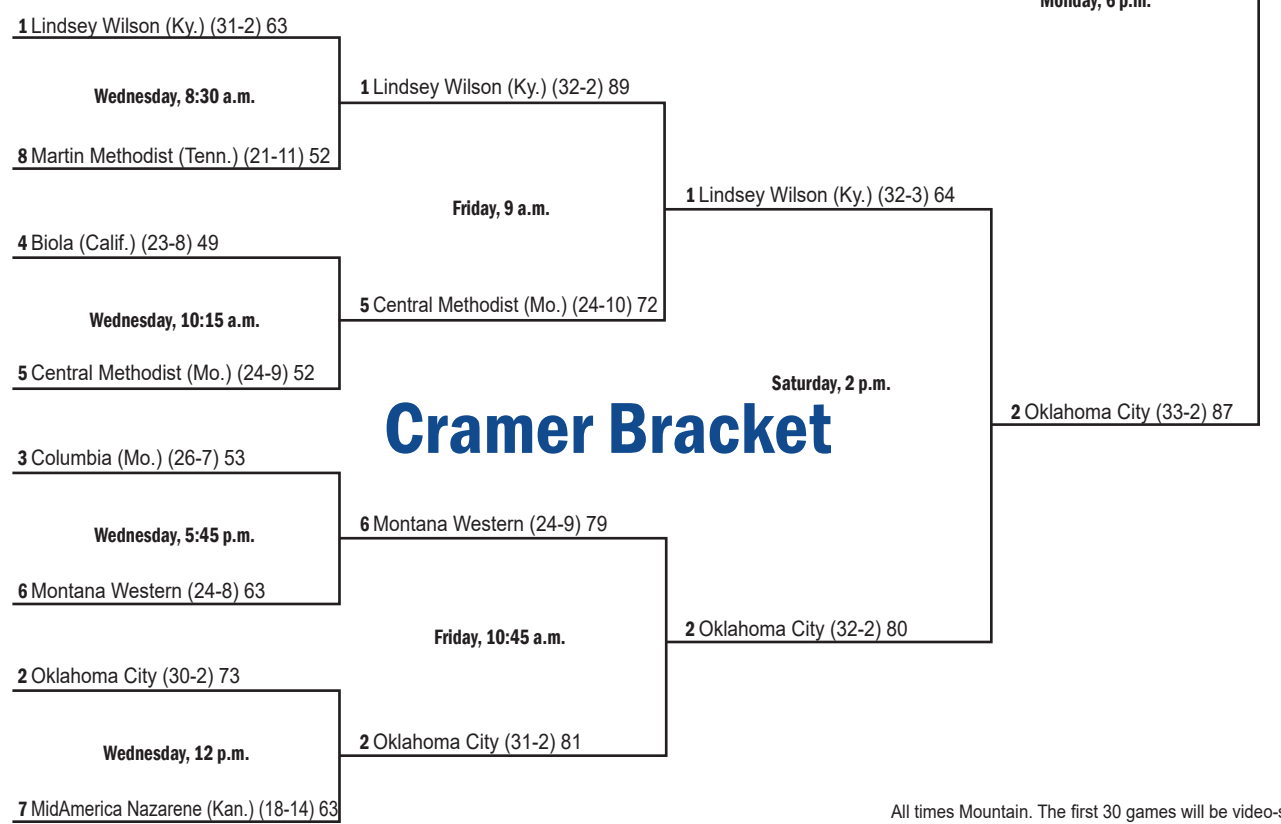 Monday, 6 p.m.
1 Lindsey Wilson (Ky.) (31-2) 63
Wednesday, 8:30 a.m.
8 Martin Methodist (Tenn.) (21-11) 52
4 Biola (Calif.) (23-8) 49
Wednesday, 10:15 a.m.
5 Central Methodist (Mo.) (24-9) 52
3 Columbia (Mo.) (26-7) 53
Wednesday, 5:45 p.m.
6 Montana Western (24-8) 63
2 Oklahoma City (30-2) 73
Wednesday, 12 p.m.
7 MidAmerica Nazarene (Kan.) (18-14) 63
1 Lindsey Wilson (Ky.) (32-2) 89
Friday, 9 a.m.
5 Central Methodist (Mo.) (24-10) 72
Cramer Bracket
6 Montana Western (24-9) 79
Friday, 10:45 a.m.
2 Oklahoma City (31-2) 81
1 Lindsey Wilson (Ky.) (32-3) 64
Saturday, 2 p.m.
2 Oklahoma City (32-2) 80
2 Oklahoma City (33-2) 87
All times Mountain. The first 30 games will be video-s